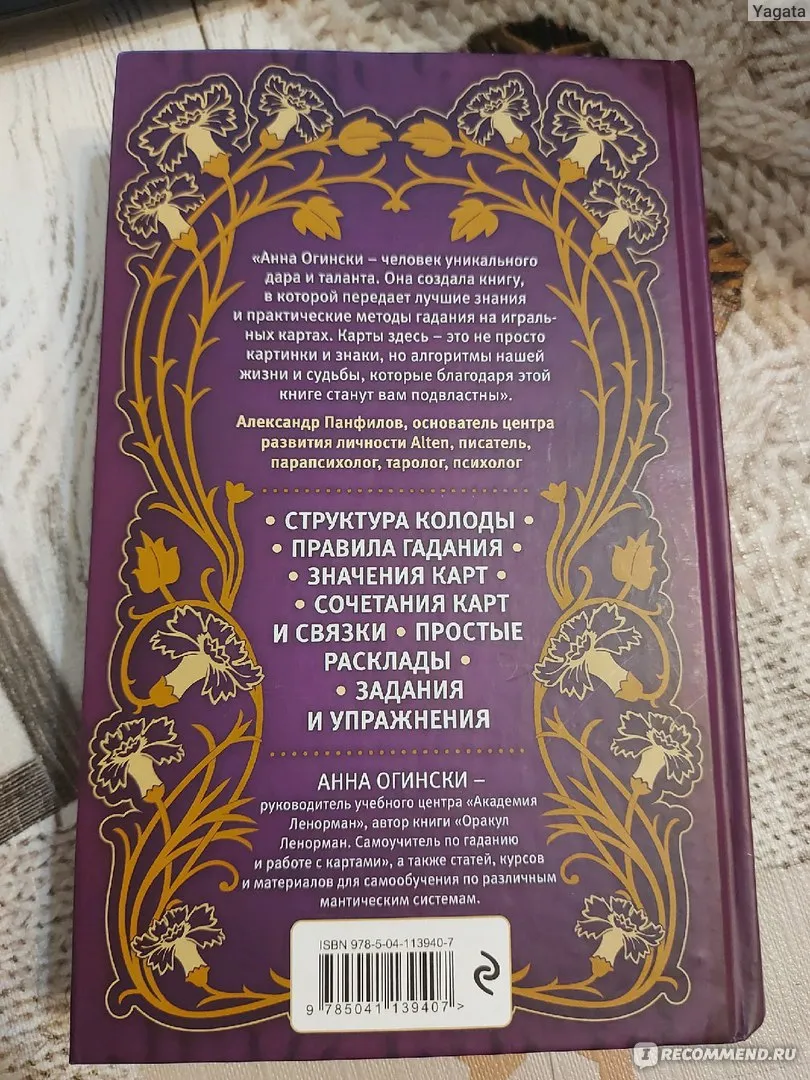 Yagata
«Анна Огински – человек уникального
дара и таланта. Она создала книгу,
в которой передает лучшие знания
и практические методы гадания на играль-
ных картах. Карты здесь – это не просто
картинки и знаки, но алгоритмы нашей
жизни и судьбы, которые благодаря этой
книге станут вам подвластны».
Александр Панфилов, основатель центра
развития личности Alten, писатель,
парапсихолог, таролог, психолог
• СТРУКТУРА КОЛОДЫ •
• ПРАВИЛА ГАДАНИЯ •
• ЗНАЧЕНИЯ КАРТ •
• СОЧЕТАНИЯ КАРТ
И СВЯЗКИ • ПРОСТЫЕ
РАСКЛАДЫ •
• ЗАДАНИЯ
И УПРАЖНЕНИЯ
АННА ОГИНСКИ –
руководитель учебного центра «Академия
Ленорман», автор книги «Оракул
Ленорман. Самоучитель по гаданию
и работе с картами», а также статей, курсов
и материалов для самообучения по различным
мантическим системам.
ISBN 978-5-04-113940-7
9 785041 139407 >
IRECOMMEND.RU